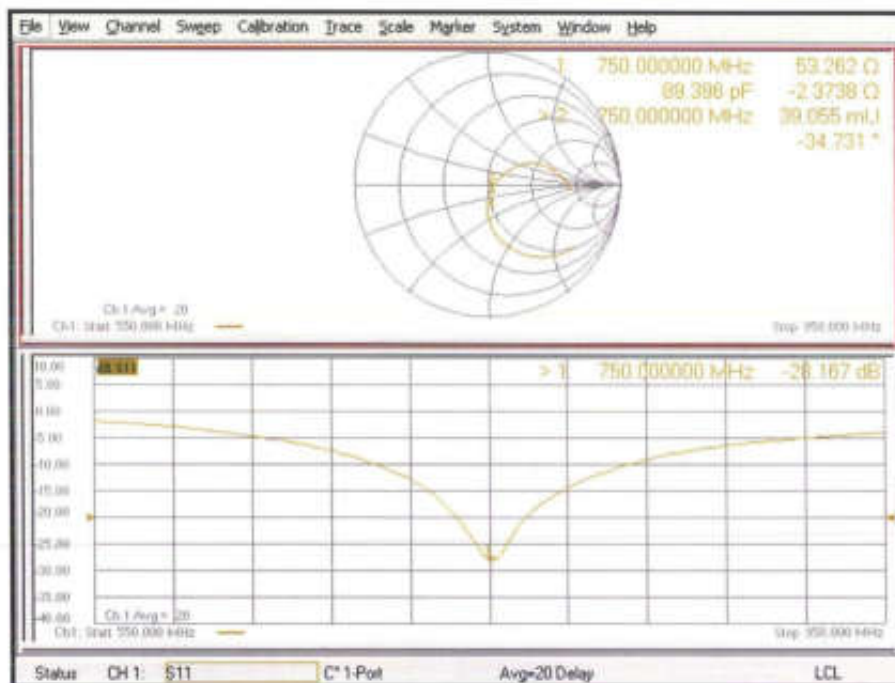 File View Channel Sweep Calibration Trace Scale Marker System Window Help
1 750.000000 MHz 53.262 Ω
89.398 pF -2.3738 Ω
> 2 750.000000 MHz 39.055 mU
-34.731 °
Ch 1 Avg = 20
Ch1: Start 550.000 MHz
Stop 950.000 MHz
10.00
> 1 750.000000 MHz -28.167 dB
5.00
0.00
-5.00
-10.00
-15.00
-20.00
-25.00
-30.00
-35.00
-40.00
Ch 1 Avg = 20
Ch1: Start 550.000 MHz
Stop 950.000 MHz
Status CH 1: S11 C* 1-Port Avg=20 Delay LCL